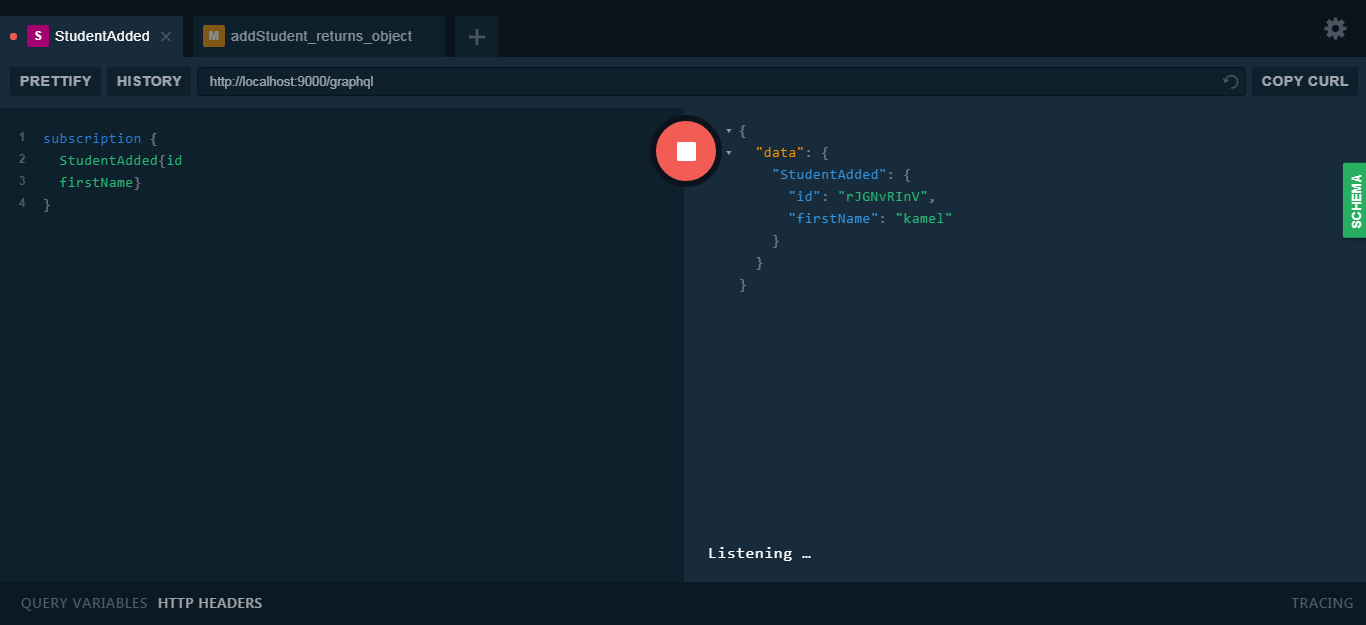 S StudentAdded
M addStudent_returns_object
PRETTIFY HISTORY http://localhost:9000/graphql COPY CURL
1 subscription {
2 StudentAdded{id
3 firstName}
4 }
{
"data": {
"StudentAdded": {
"id": "rJGNvRInV",
"firstName": "kamel"
}
}
}
SCHEMA
Listening …
QUERY VARIABLES HTTP HEADERS TRACING